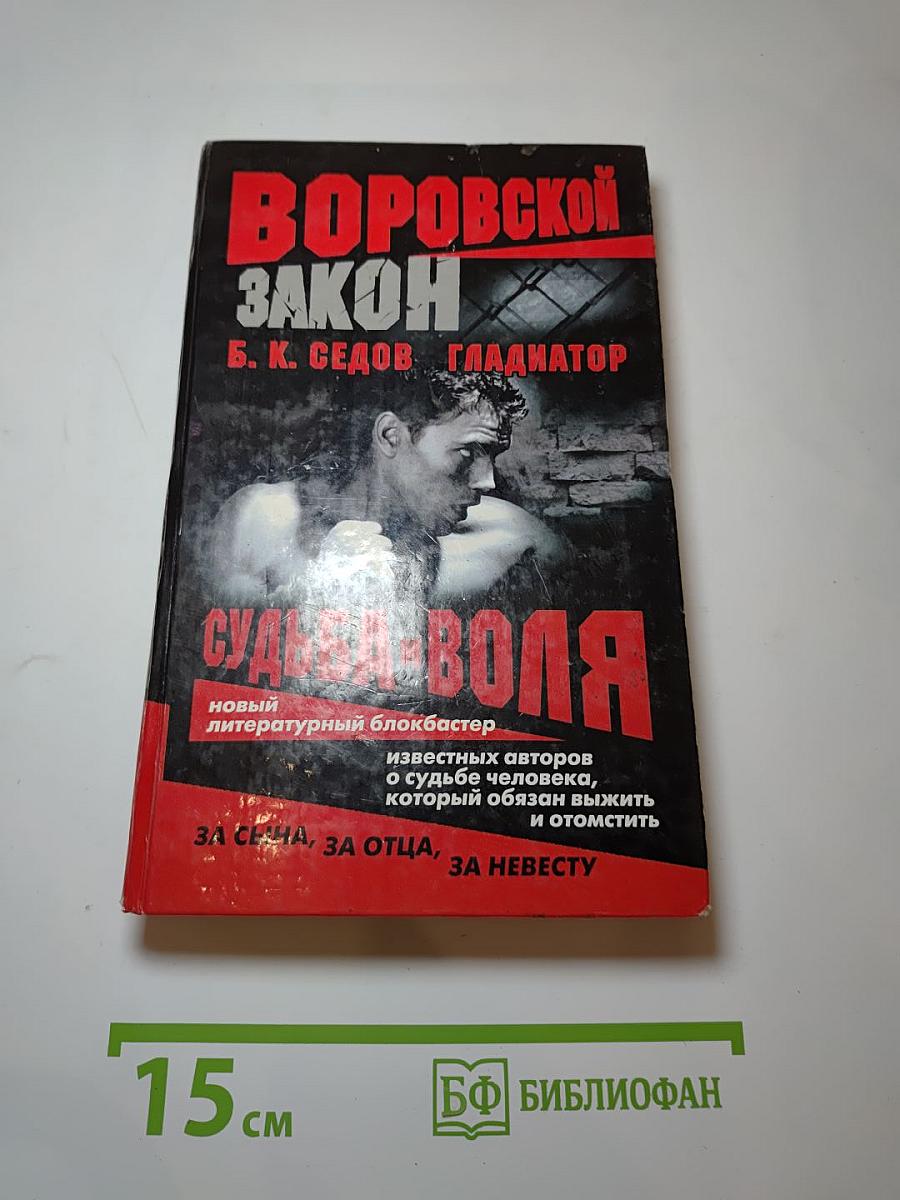 ВОРОВСКОЙ
ЗАКОН
Б. К. СЕДОВ ГЛАДИАТОР
СУДЬБА-ВОЛЯ
новый
литературный блокбастер
известных авторов
о судьбе человека,
который обязан выжить
и отомстить
ЗА СЫНА, ЗА ОТЦА, ЗА НЕВЕСТУ
15 см
БФ БИБЛИОФАН